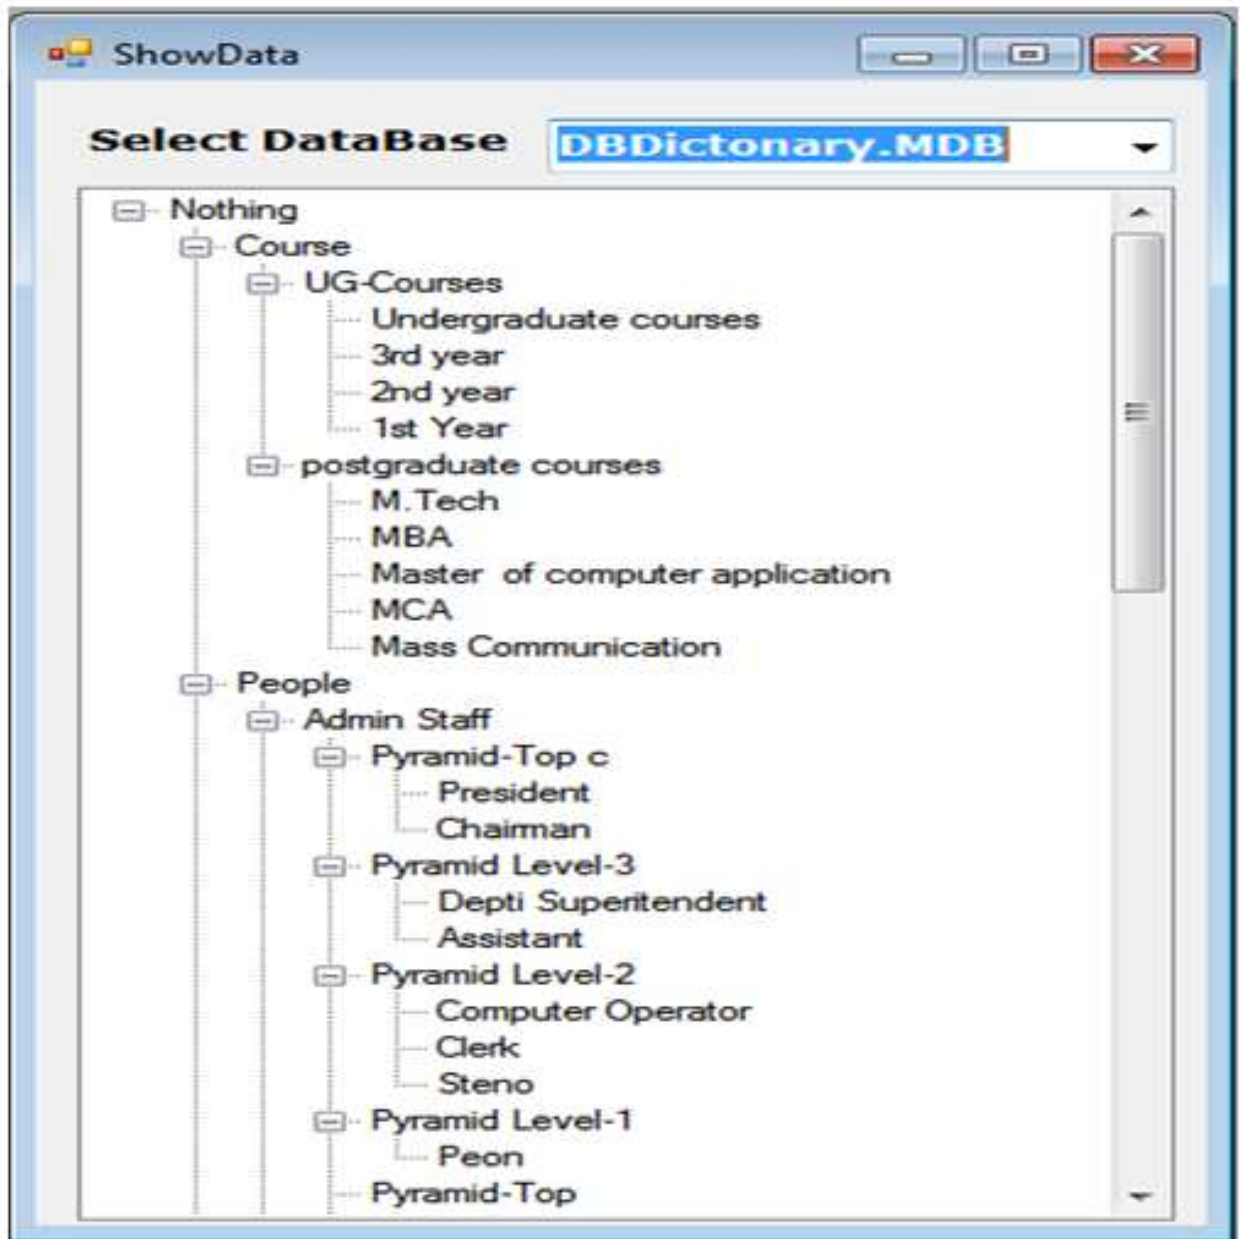 ShowData
Select DataBase DBDictonary.MDB
Nothing
Course
UG-Courses
Undergraduate courses
3rd year
2nd year
1st Year
postgraduate courses
M.Tech
MBA
Master of computer application
MCA
Mass Communication
People
Admin Staff
Pyramid-Top c
President
Chairman
Pyramid Level-3
Depti Superitendent
Assistant
Pyramid Level-2
Computer Operator
Clerk
Steno
Pyramid Level-1
Peon
Pyramid-Top